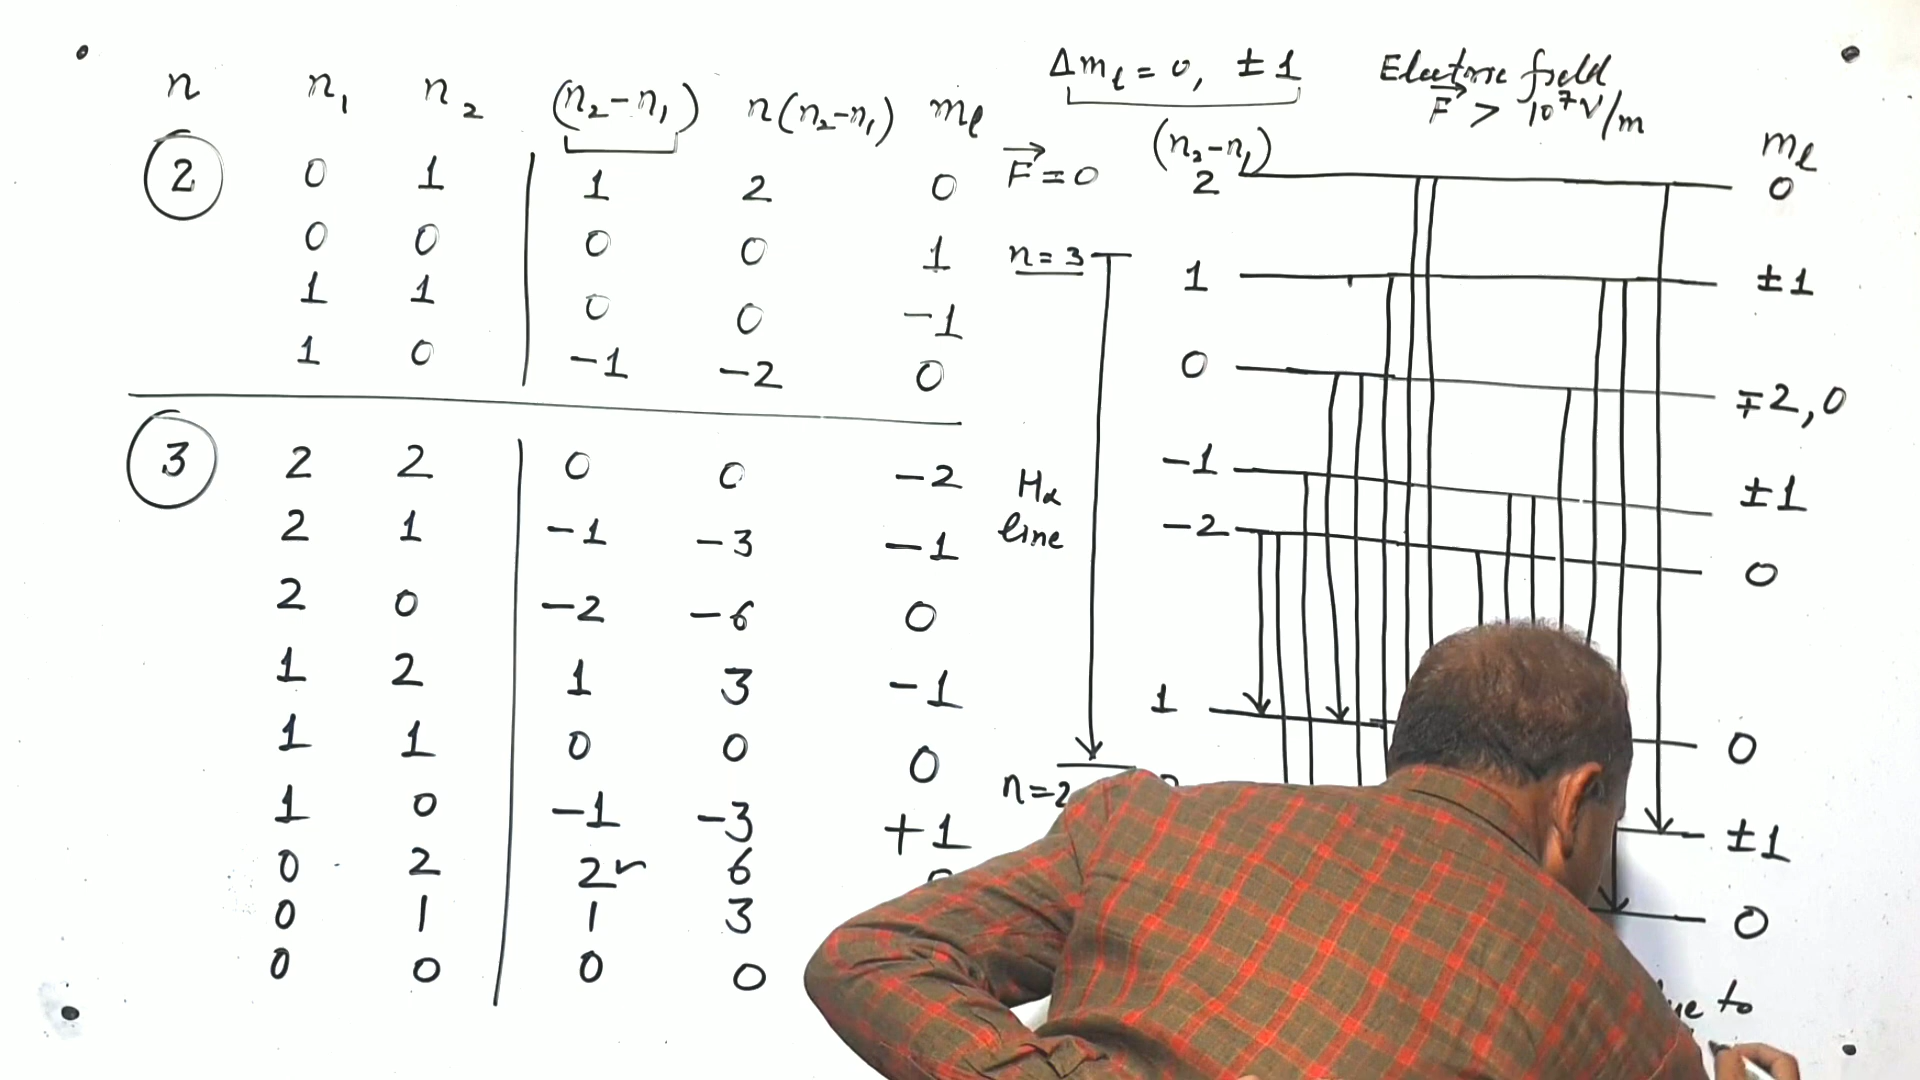 n n₁ n₂ (n₂-n₁) n(n₂-n₁) mℓ
2 0 1 1 2 0
0 0 0 0 1
1 1 0 0 -1
1 0 -1 -2 0
3 2 2 0 0 -2
2 1 -1 -3 -1
2 0 -2 -6 0
1 2 1 3 -1
1 1 0 0 0
1 0 -1 -3 +1
0 2 2 6
0 1 1 3
0 0 0 0
Δmℓ = 0, ±1
Electric field
F > 10⁷V/m
F = 0
(n₂-n₁) mℓ
2 0
n = 3 1 ±1
0 ∓2, 0
-1 ±1
-2 0
Hα
line
1 0
n=2 ±1
0
to